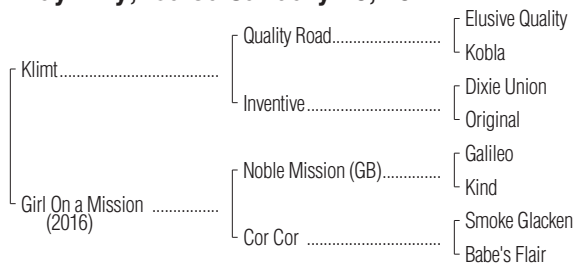 Elusive Quality
Quality Road
Kobla
Klimt
Dixie Union
Inventive
Original
Galileo
Noble Mission (GB)
Kind
Girl On a Mission
(2016)
Smoke Glacken
Cor Cor
Babe's Flair